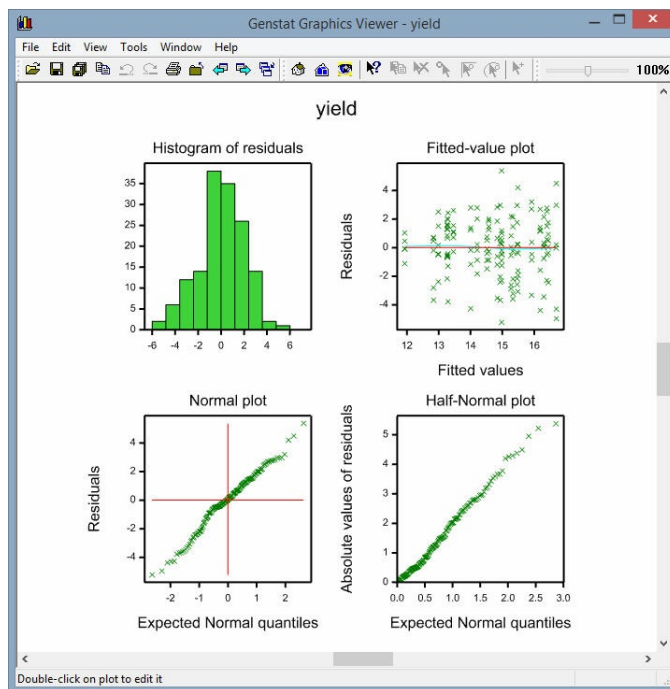 Genstat Graphics Viewer - yield
File Edit View Tools Window Help
100%
yield
Histogram of residuals
35
30
25
20
15
10
5
0
-6 -4 -2 0 2 4 6
Fitted-value plot
Residuals
4
2
0
-2
-4
12 13 14 15 16
Fitted values
Normal plot
Residuals
4
2
0
-2
-4
-2 -1 0 1 2
Expected Normal quantiles
Half-Normal plot
Absolute values of residuals
5
4
3
2
1
0
0.0 0.5 1.0 1.5 2.0 2.5 3.0
Expected Normal quantiles
Double-click on plot to edit it